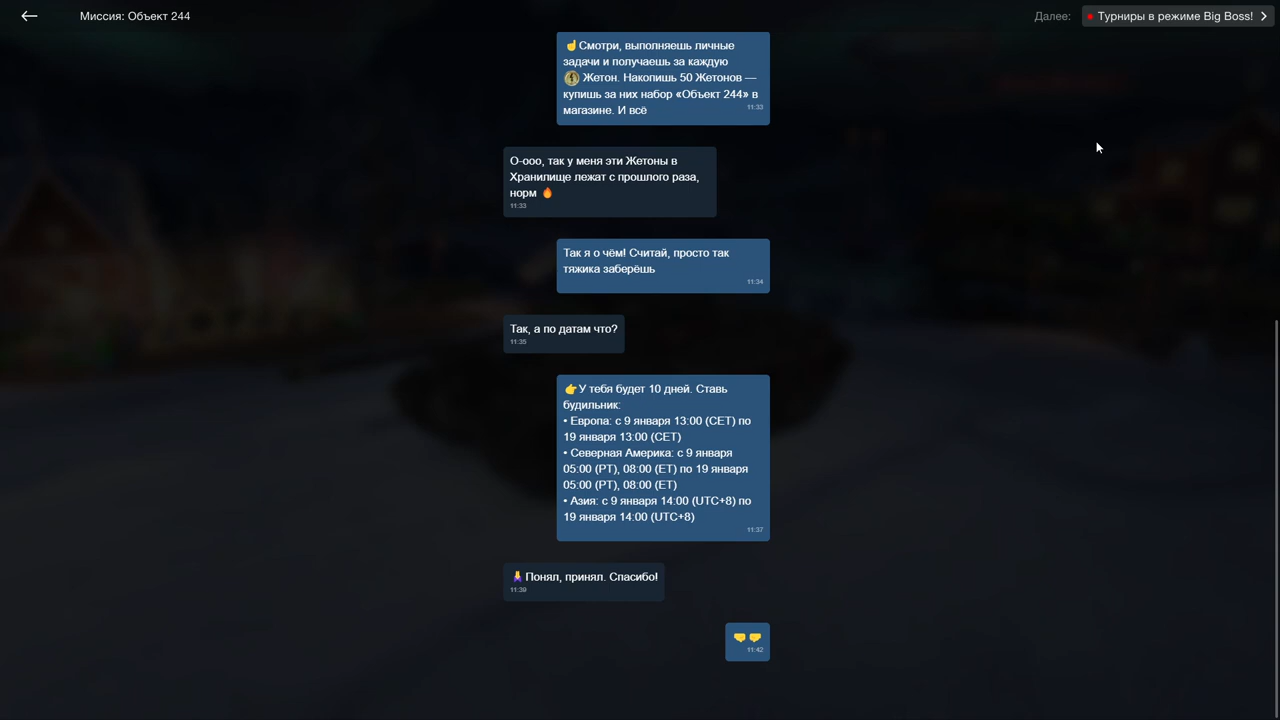 Миссия: Объект 244
Далее:
Турниры в режиме Big Boss!
☝Смотри, выполняешь личные
задачи и получаешь за каждую
Жетон. Накопишь 50 Жетонов —
купишь за них набор «Объект 244» в
магазине. И всё
11:33
О-ооо, так у меня эти Жетоны в
Хранилище лежат с прошлого раза,
норм 🔥
11:33
Так я о чём! Считай, просто так
тяжика заберёшь
11:34
Так, а по датам что?
11:35
👉У тебя будет 10 дней. Ставь
будильник:
• Европа: с 9 января 13:00 (CET) по
19 января 13:00 (CET)
• Северная Америка: с 9 января
05:00 (PT), 08:00 (ET) по 19 января
05:00 (PT), 08:00 (ET)
• Азия: с 9 января 14:00 (UTC+8) по
19 января 14:00 (UTC+8)
11:37
Понял, принял. Спасибо!
11:39
11:42